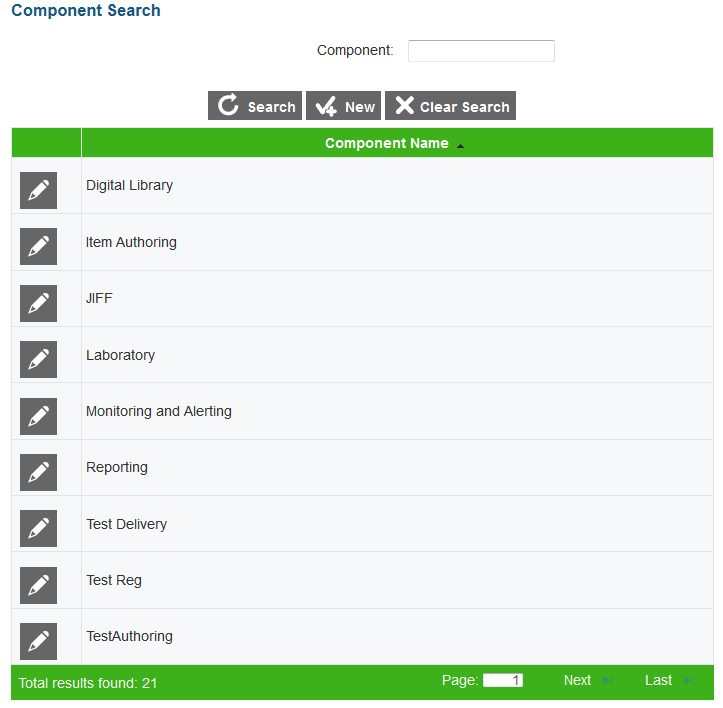 Component Search
Component:
Search New Clear Search
Component Name
Digital Library
Item Authoring
JIFF
Laboratory
Monitoring and Alerting
Reporting
Test Delivery
Test Reg
TestAuthoring
Total results found: 21 Page: 1 Next Last